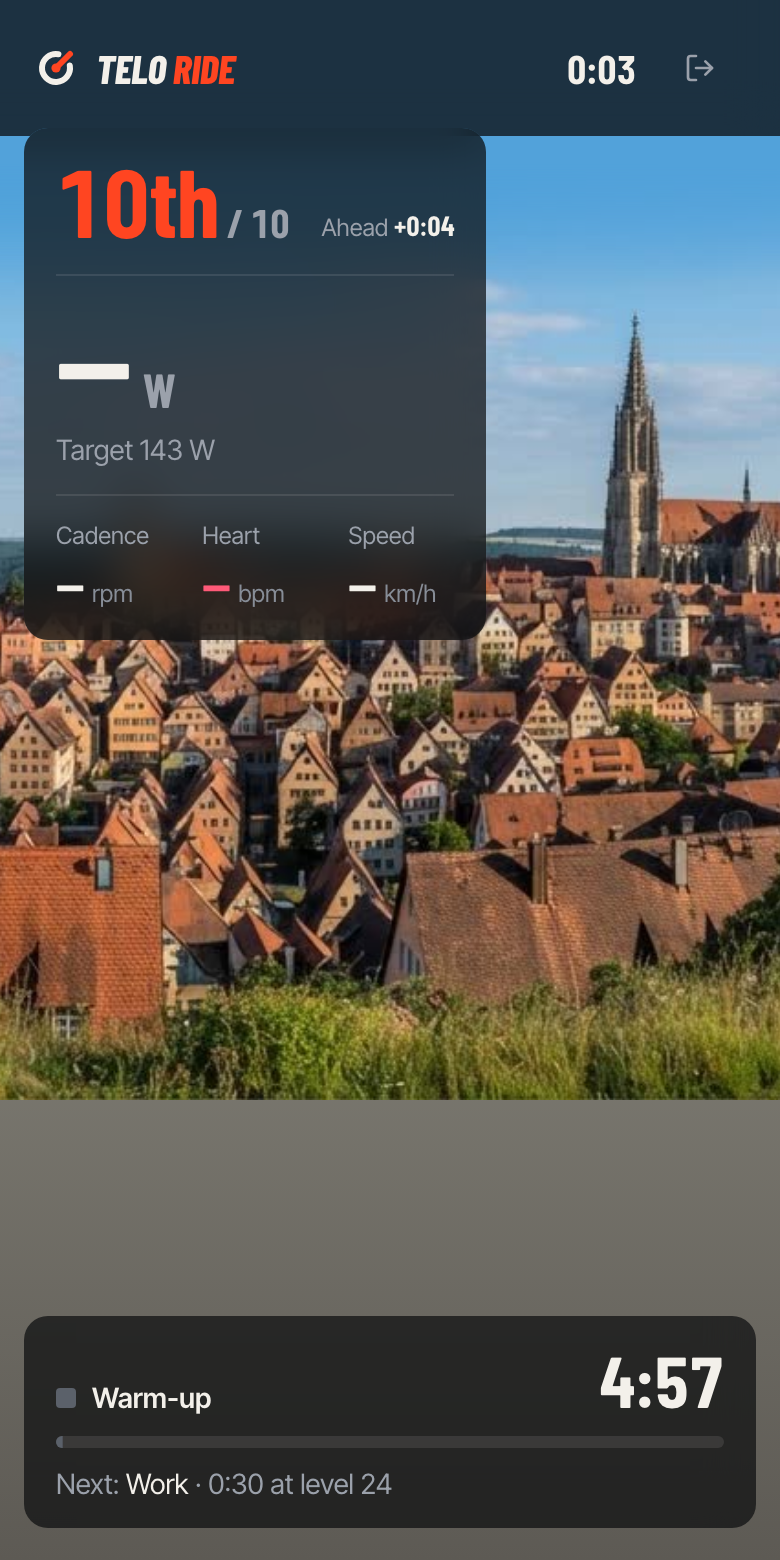 TELO RIDE 0:03
10th / 10 Ahead +0:04
— W
Target 143 W
Cadence Heart Speed
— rpm — bpm — km/h
Warm-up 4:57
Next: Work · 0:30 at level 24